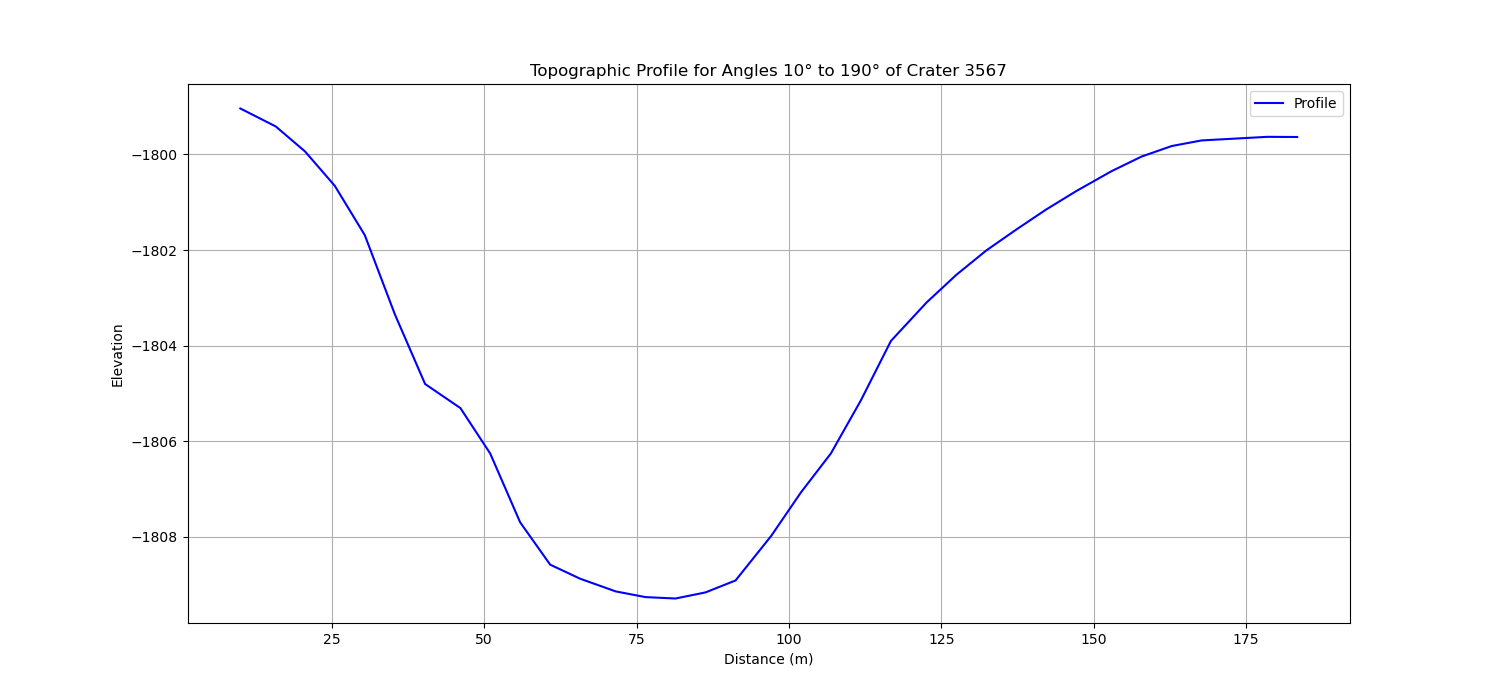 Topographic Profile for Angles 10° to 190° of Crater 3567
Profile
−1800
−1802
−1804
−1806
−1808
Elevation
25 50 75 100 125 150 175
Distance (m)